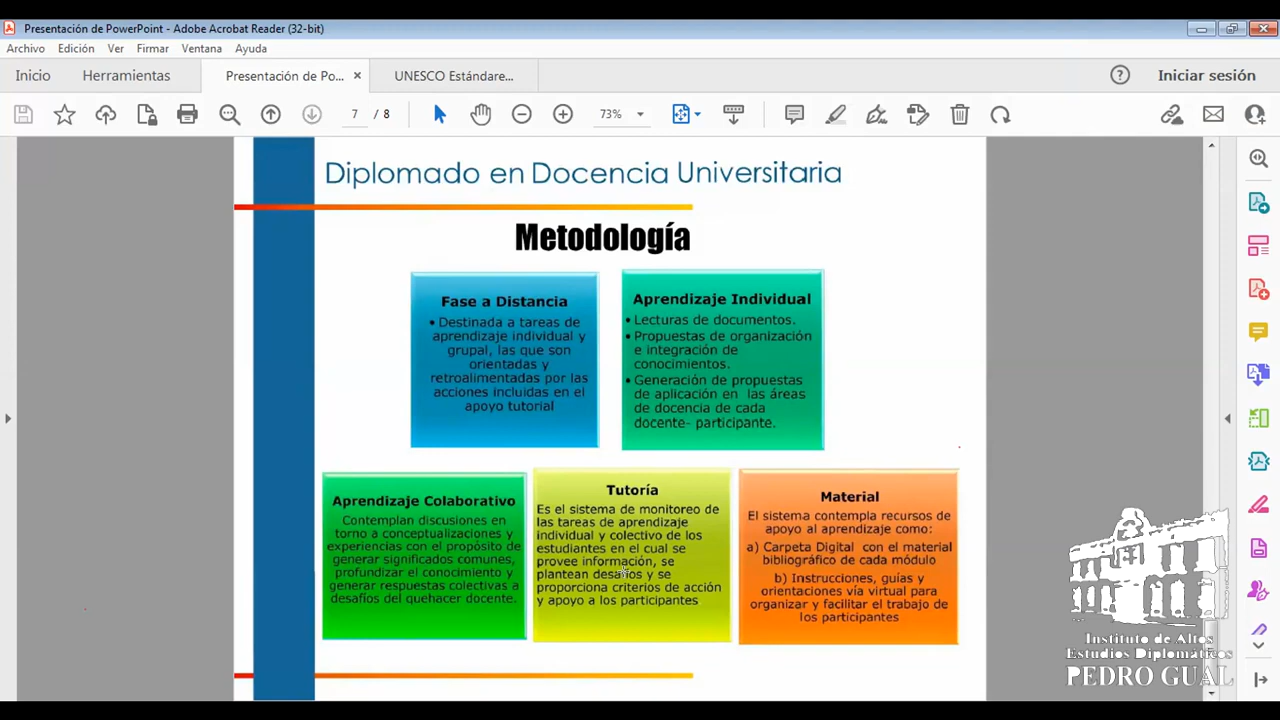 Presentación de PowerPoint - Adobe Acrobat Reader (32-bit)
Archivo Edición Ver Firmar Ventana Ayuda
Inicio Herramientas Presentación de Po... × UNESCO Estándare... Iniciar sesión
7 / 8 73%
Diplomado en Docencia Universitaria
Metodología
Fase a Distancia
• Destinada a tareas de
aprendizaje individual y
grupal, las que son
orientadas y
retroalimentadas por las
acciones incluidas en el
apoyo tutorial
Aprendizaje Individual
• Lecturas de documentos.
• Propuestas de organización
e integración de
conocimientos.
• Generación de propuestas
de aplicación en las áreas
de docencia de cada
docente- participante.
Aprendizaje Colaborativo
Contemplan discusiones en
torno a conceptualizaciones y
experiencias con el propósito de
generar significados comunes,
profundizar el conocimiento y
generar respuestas colectivas a
desafíos del quehacer docente.
Tutoría
Es el sistema de monitoreo de
las tareas de aprendizaje
individual y colectivo de los
estudiantes en el cual se
provee información, se
plantean desafíos y se
proporciona criterios de acción
y apoyo a los participantes
Material
El sistema contempla recursos de
apoyo al aprendizaje como:
a) Carpeta Digital con el material
bibliográfico de cada módulo
b) Instrucciones, guías y
orientaciones vía virtual para
organizar y facilitar el trabajo de
los participantes
Instituto de Altos
Estudios Diplomáticos
PEDRO GUAL